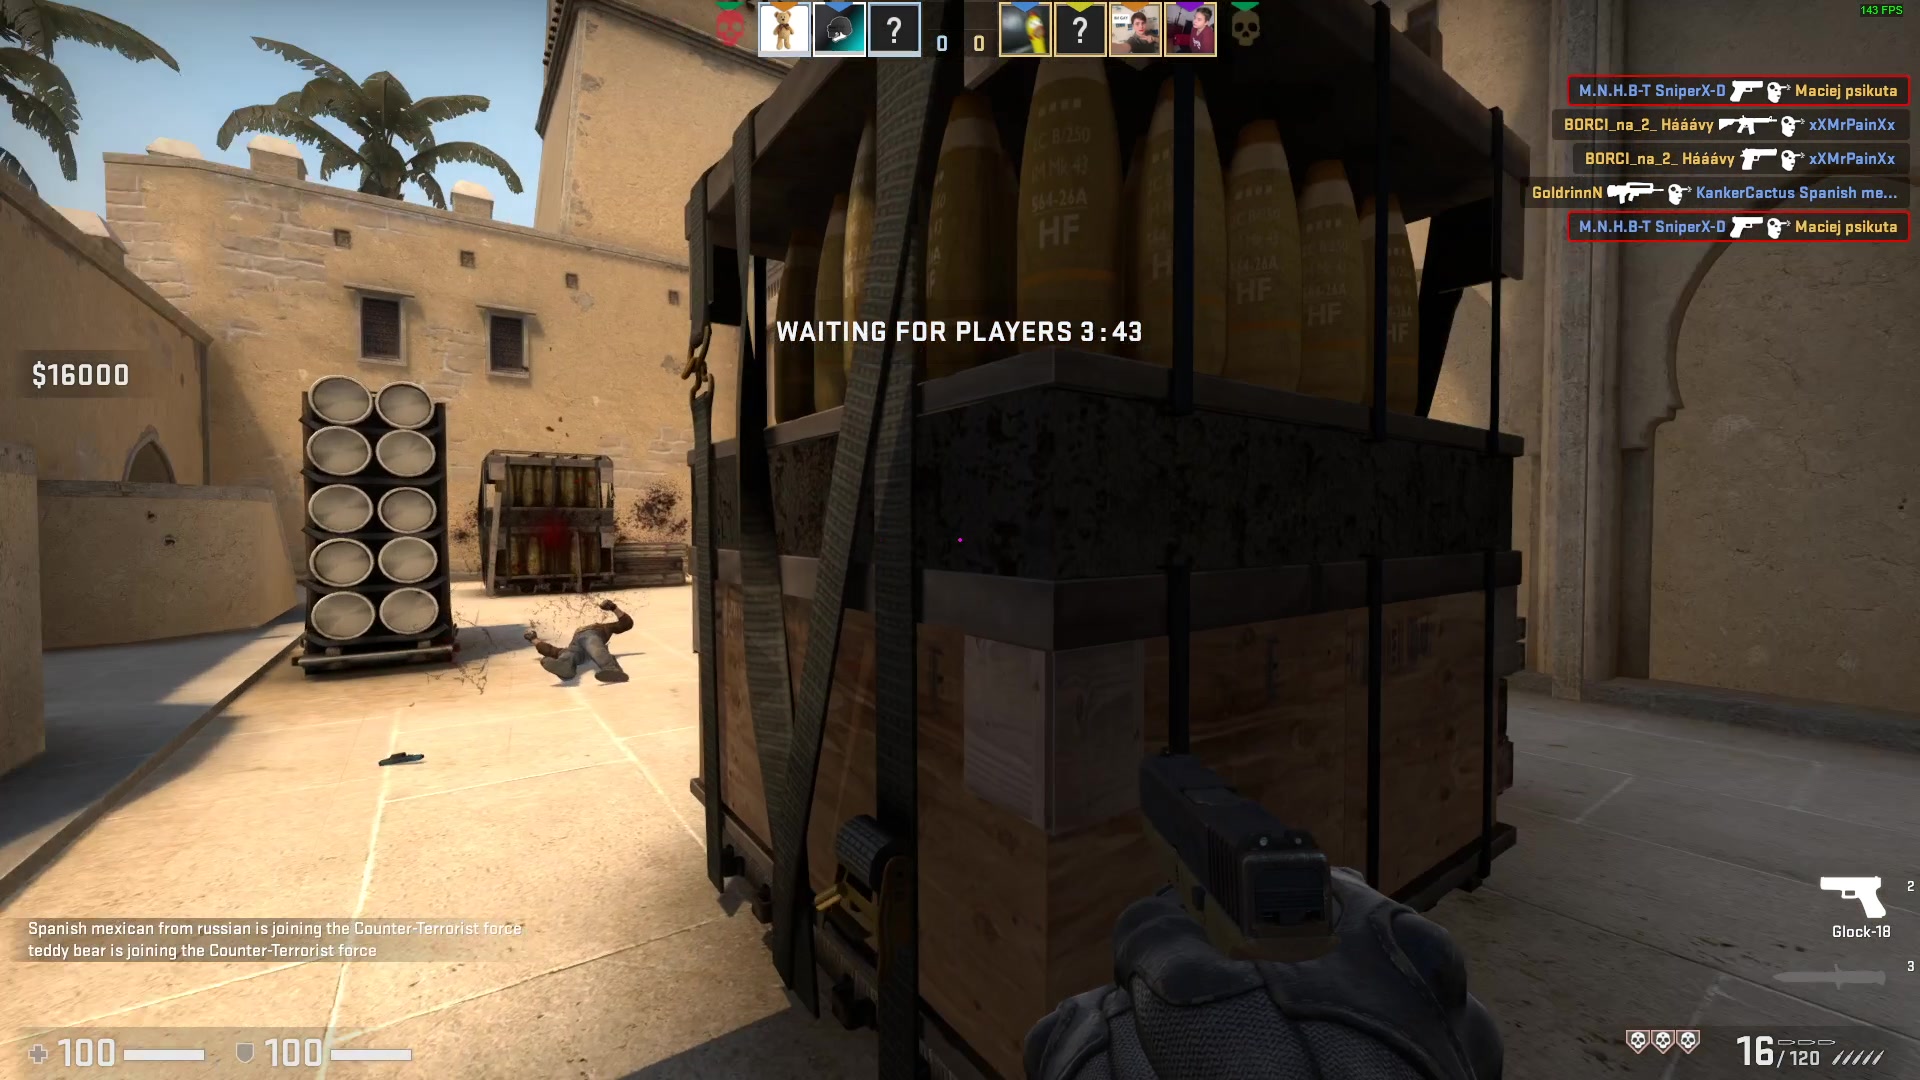 143 FPS
? 0 0 ?
M.N.H.B-T SniperX-D Maciej psikuta
BORCI_na_2_ Hááávy xXMrPainXx
BORCI_na_2_ Hááávy xXMrPainXx
GoldrinnN KankerCactus Spanish me...
M.N.H.B-T SniperX-D Maciej psikuta
564-26A
HF
WAITING FOR PLAYERS 3:43
$16000
2
Glock-18
3
Spanish mexican from russian is joining the Counter-Terrorist force
teddy bear is joining the Counter-Terrorist force
100 100
16/120